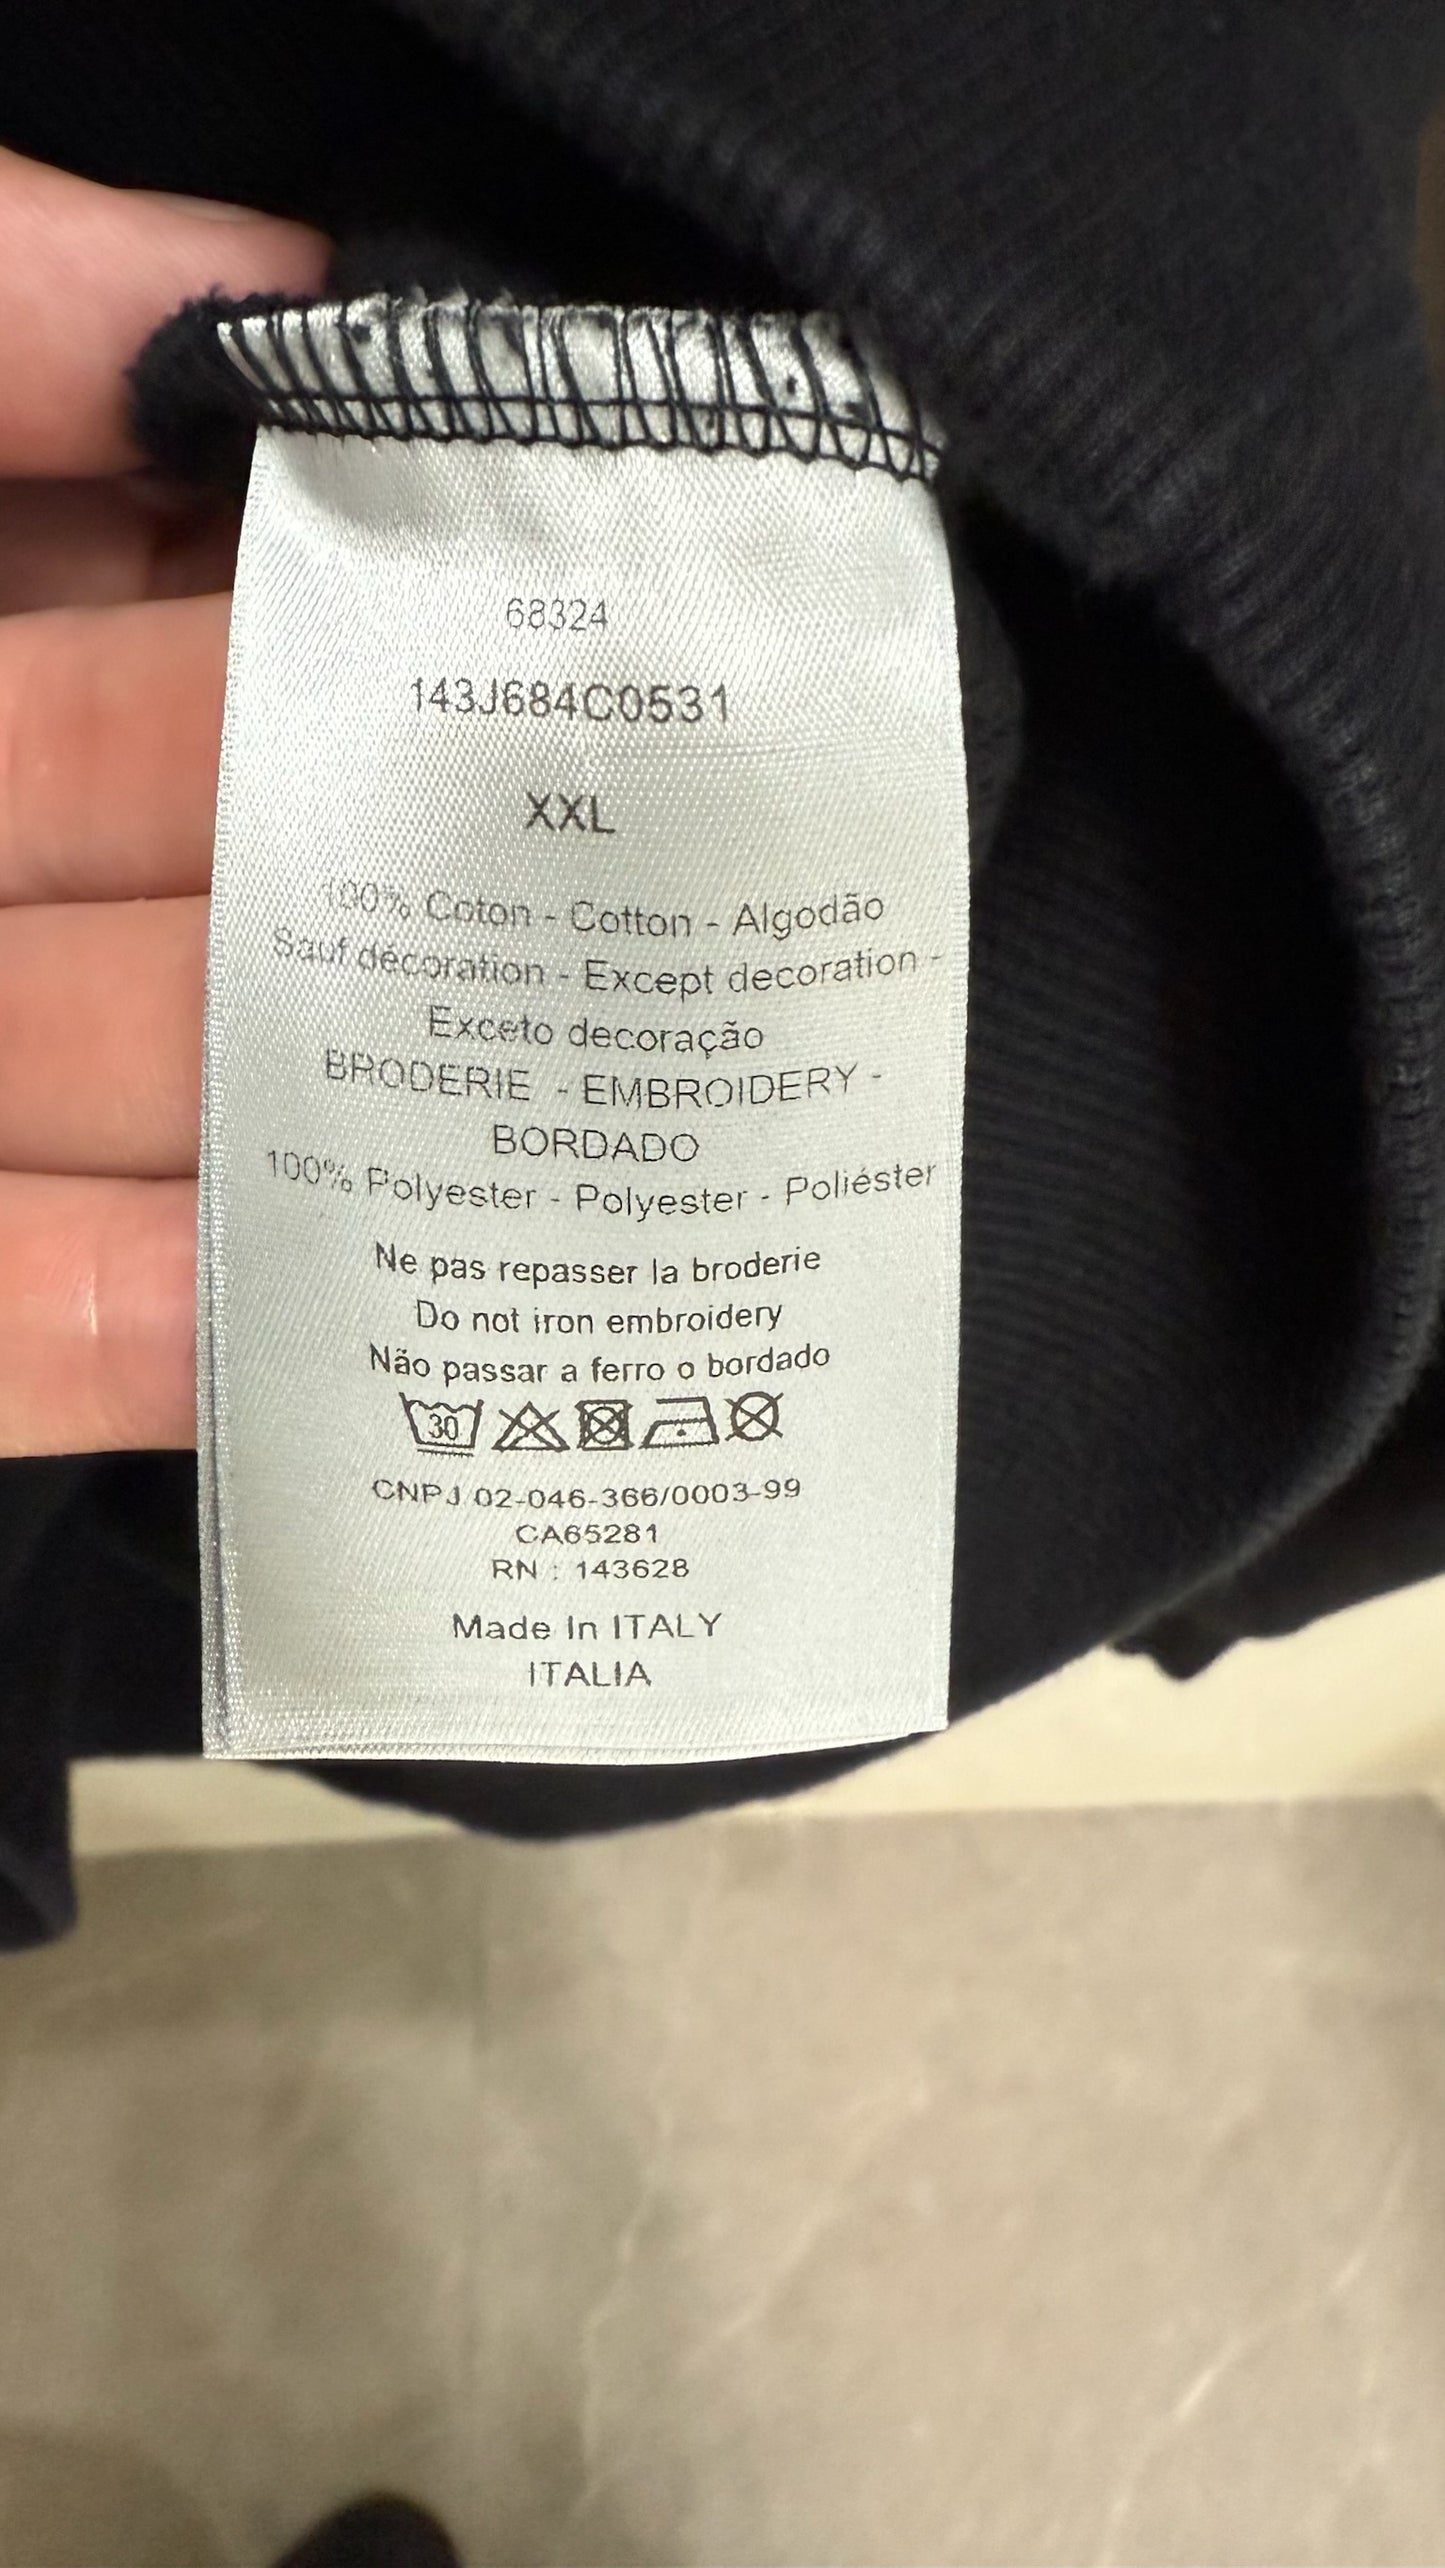 68324
143J684C0531
XXL
100% Coton - Cotton - Algodão
Sauf décoration - Except decoration -
Exceto decoração
BRODERIE - EMBROIDERY -
BORDADO
100% Polyester - Polyester - Poliéster
Ne pas repasser la broderie
Do not iron embroidery
Não passar a ferro o bordado
30
CNPJ 02-046-366/0003-99
CA65281
RN : 143628
Made In ITALY
ITALIA